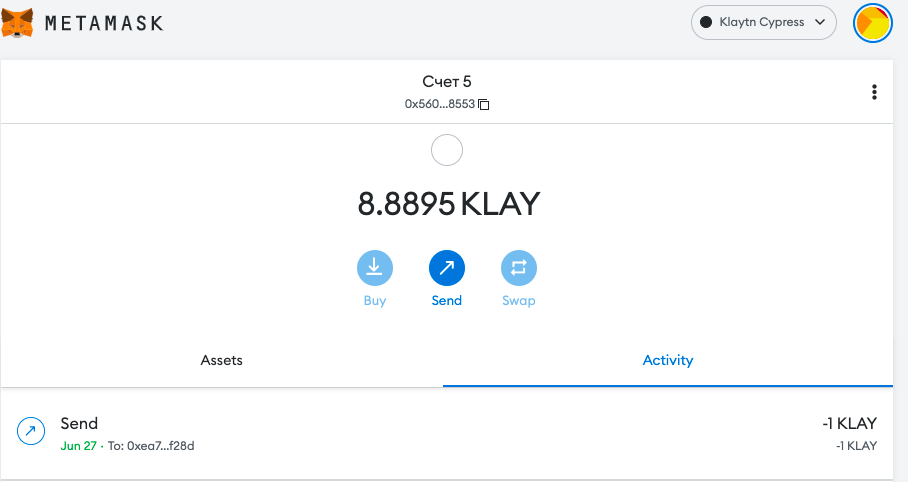 METAMASK
Klaytn Cypress
Счет 5
0x560...8553
8.8895 KLAY
Buy
Send
Swap
Assets
Activity
Send
-1 KLAY
Jun 27 · To: 0xea7...f28d
-1 KLAY